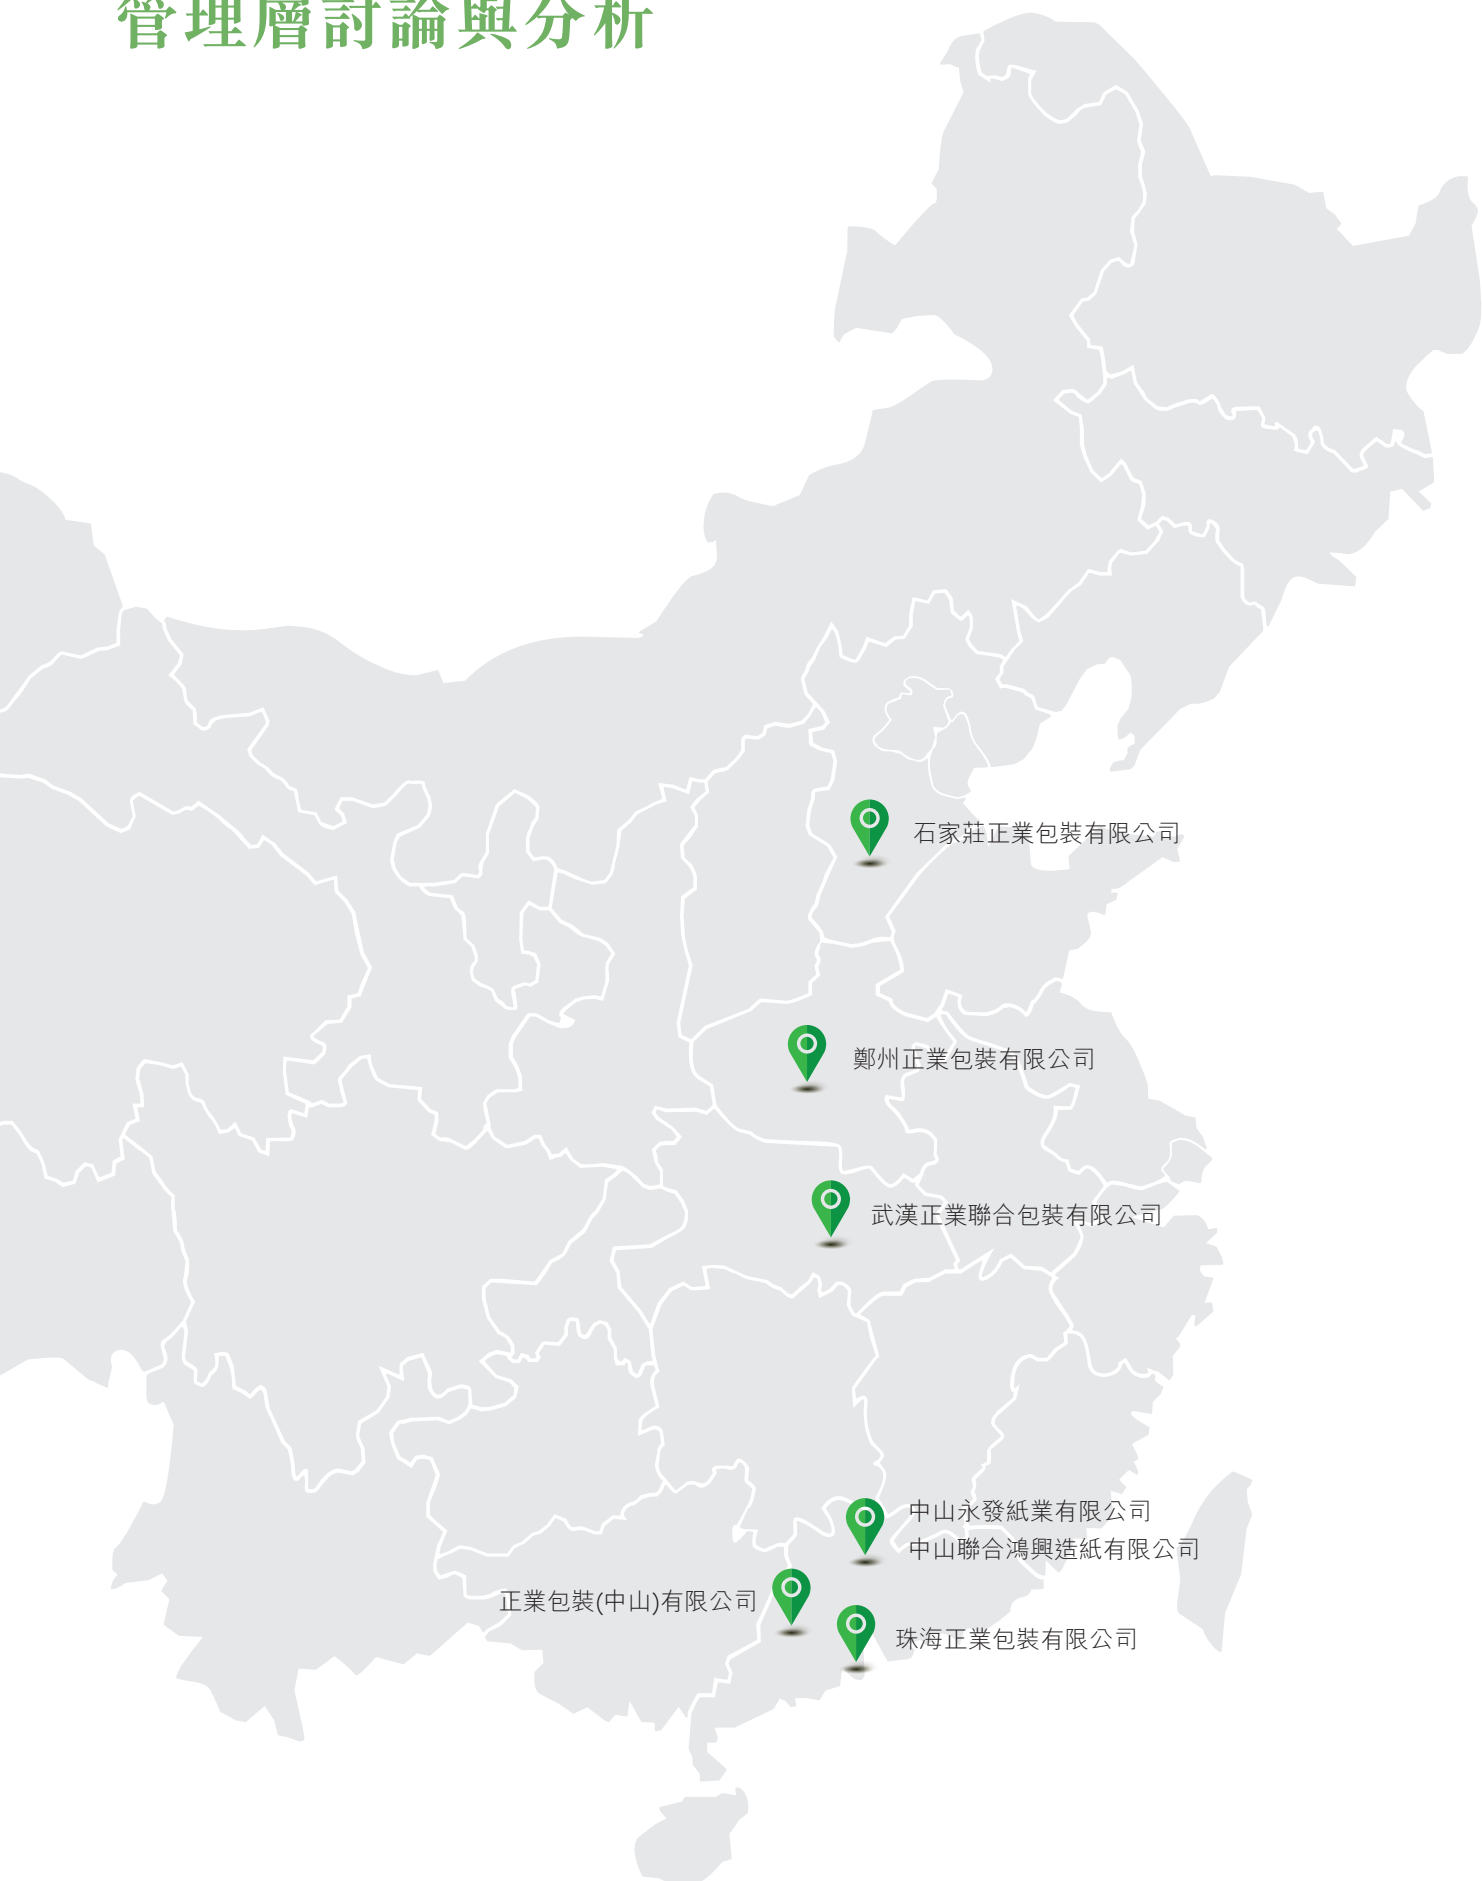 管理層討論與分析
石家莊正業包裝有限公司
鄭州正業包裝有限公司
武漢正業聯合包裝有限公司
中山永發紙業有限公司
中山聯合鴻興造紙有限公司
正業包裝(中山)有限公司
珠海正業包裝有限公司